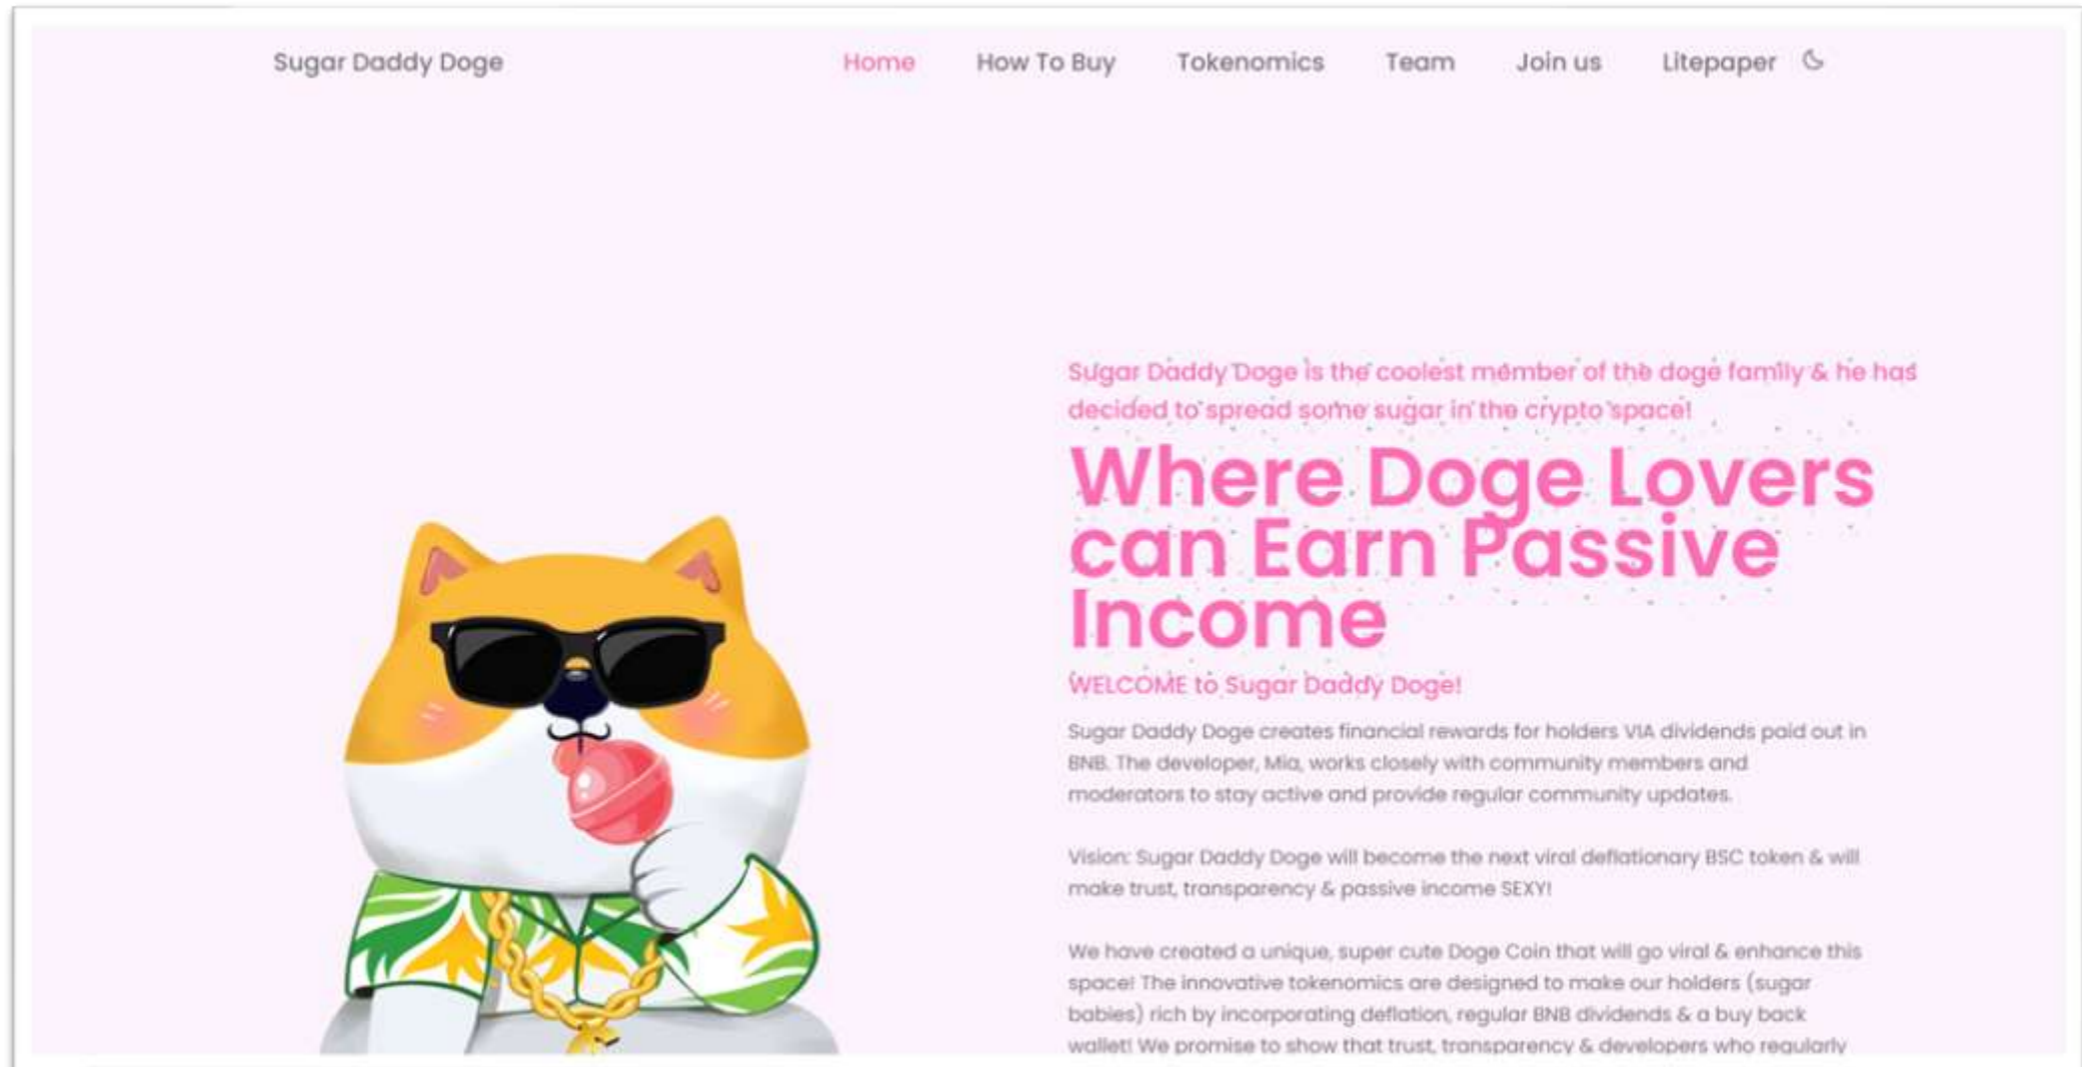 Sugar Daddy Doge
Home How To Buy Tokenomics Team Join us Litepaper
Sugar Daddy Doge is the coolest member of the doge family & he has
decided to spread some sugar in the crypto space!
Where Doge Lovers
can Earn Passive
Income
WELCOME to Sugar Daddy Doge!
Sugar Daddy Doge creates financial rewards for holders VIA dividends paid out in
BNB. The developer, Mia, works closely with community members and
moderators to stay active and provide regular community updates.
Vision: Sugar Daddy Doge will become the next viral deflationary BSC token & will
make trust, transparency & passive income SEXY!
We have created a unique, super cute Doge Coin that will go viral & enhance this
space! The innovative tokenomics are designed to make our holders (sugar
babies) rich by incorporating deflation, regular BNB dividends & a buy back
wallet! We promise to show that trust, transparency & developers who regularly